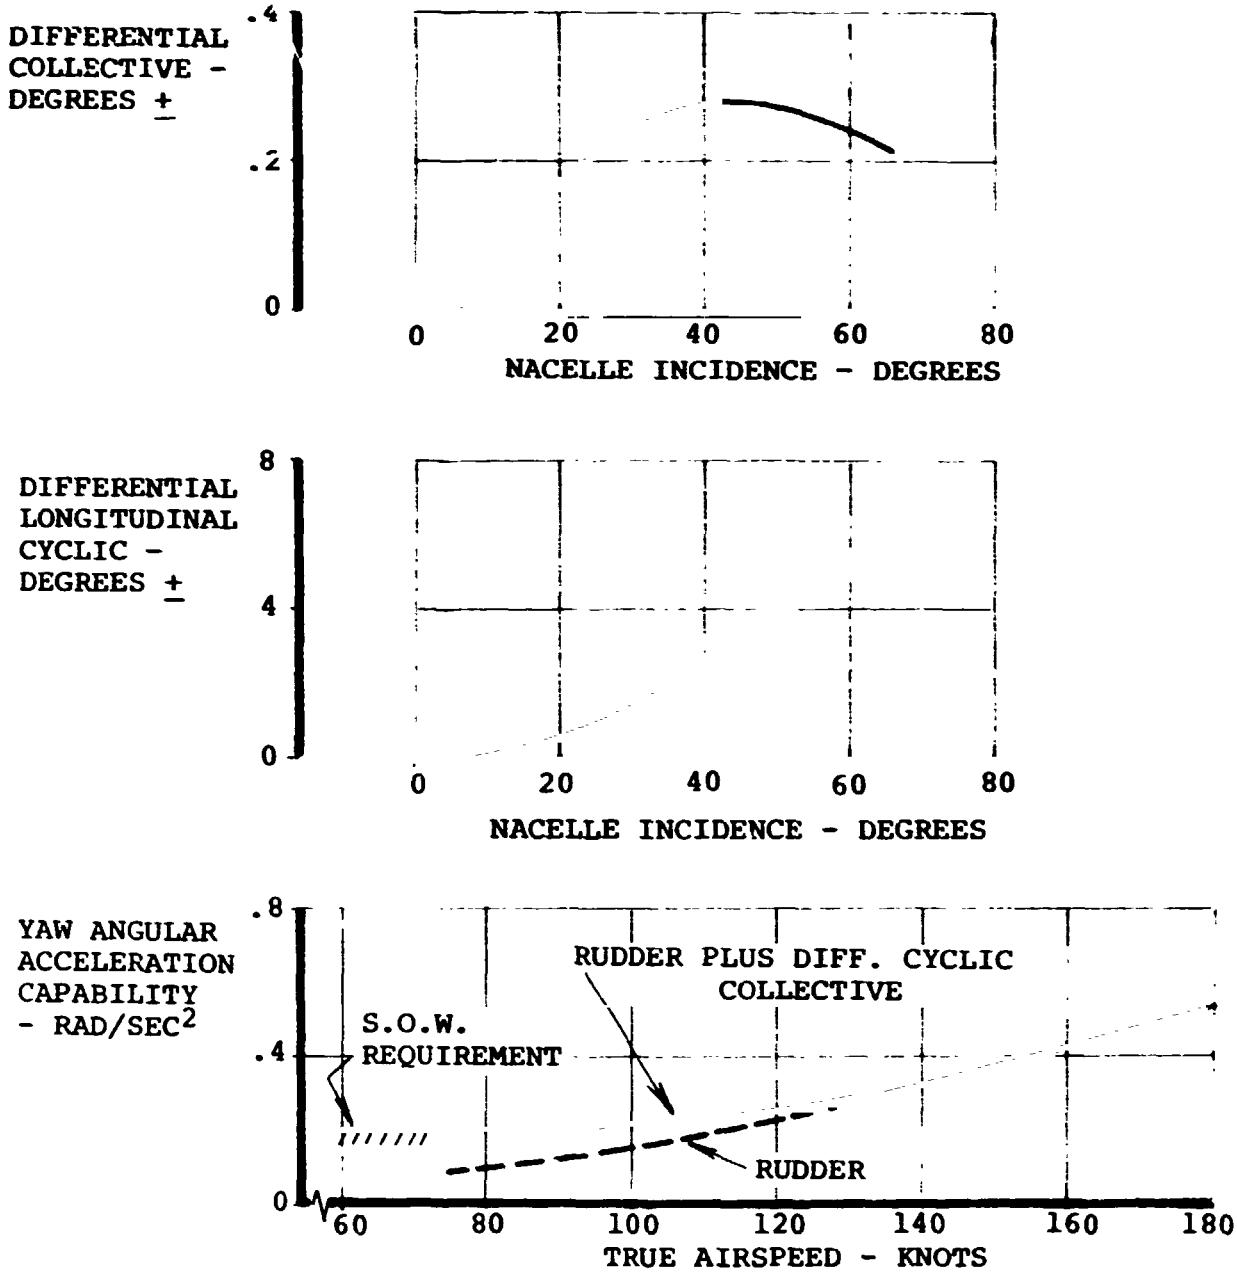 DIFFERENTIAL
COLLECTIVE -
DEGREES ±
.4
.2
0
0 20 40 60 80
NACELLE INCIDENCE - DEGREES
DIFFERENTIAL
LONGITUDINAL
CYCLIC -
DEGREES ±
8
4
0
0 20 40 60 80
NACELLE INCIDENCE - DEGREES
YAW ANGULAR
ACCELERATION
CAPABILITY
- RAD/SEC²
.8
.4
0
RUDDER PLUS DIFF. CYCLIC
COLLECTIVE
S.O.W.
REQUIREMENT
RUDDER
60 80 100 120 140 160 180
TRUE AIRSPEED - KNOTS